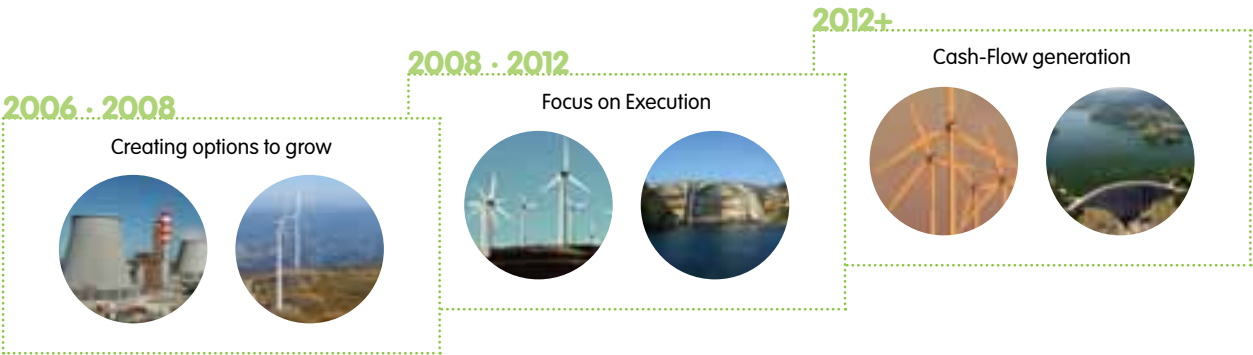 2006 · 2008
Creating options to grow
2008 · 2012
Focus on Execution
2012+
Cash-Flow generation